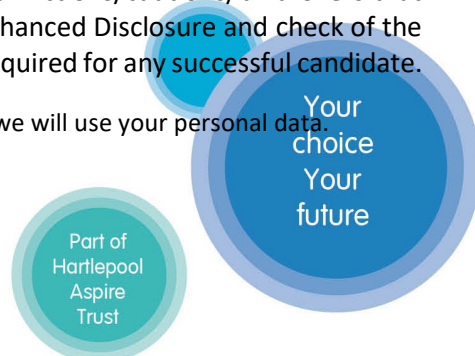 hanced Disclosure and check of the
quired for any successful candidate.
we will use your personal data.
Your
choice
Your
future
Part of
Hartlepool
Aspire
Trust